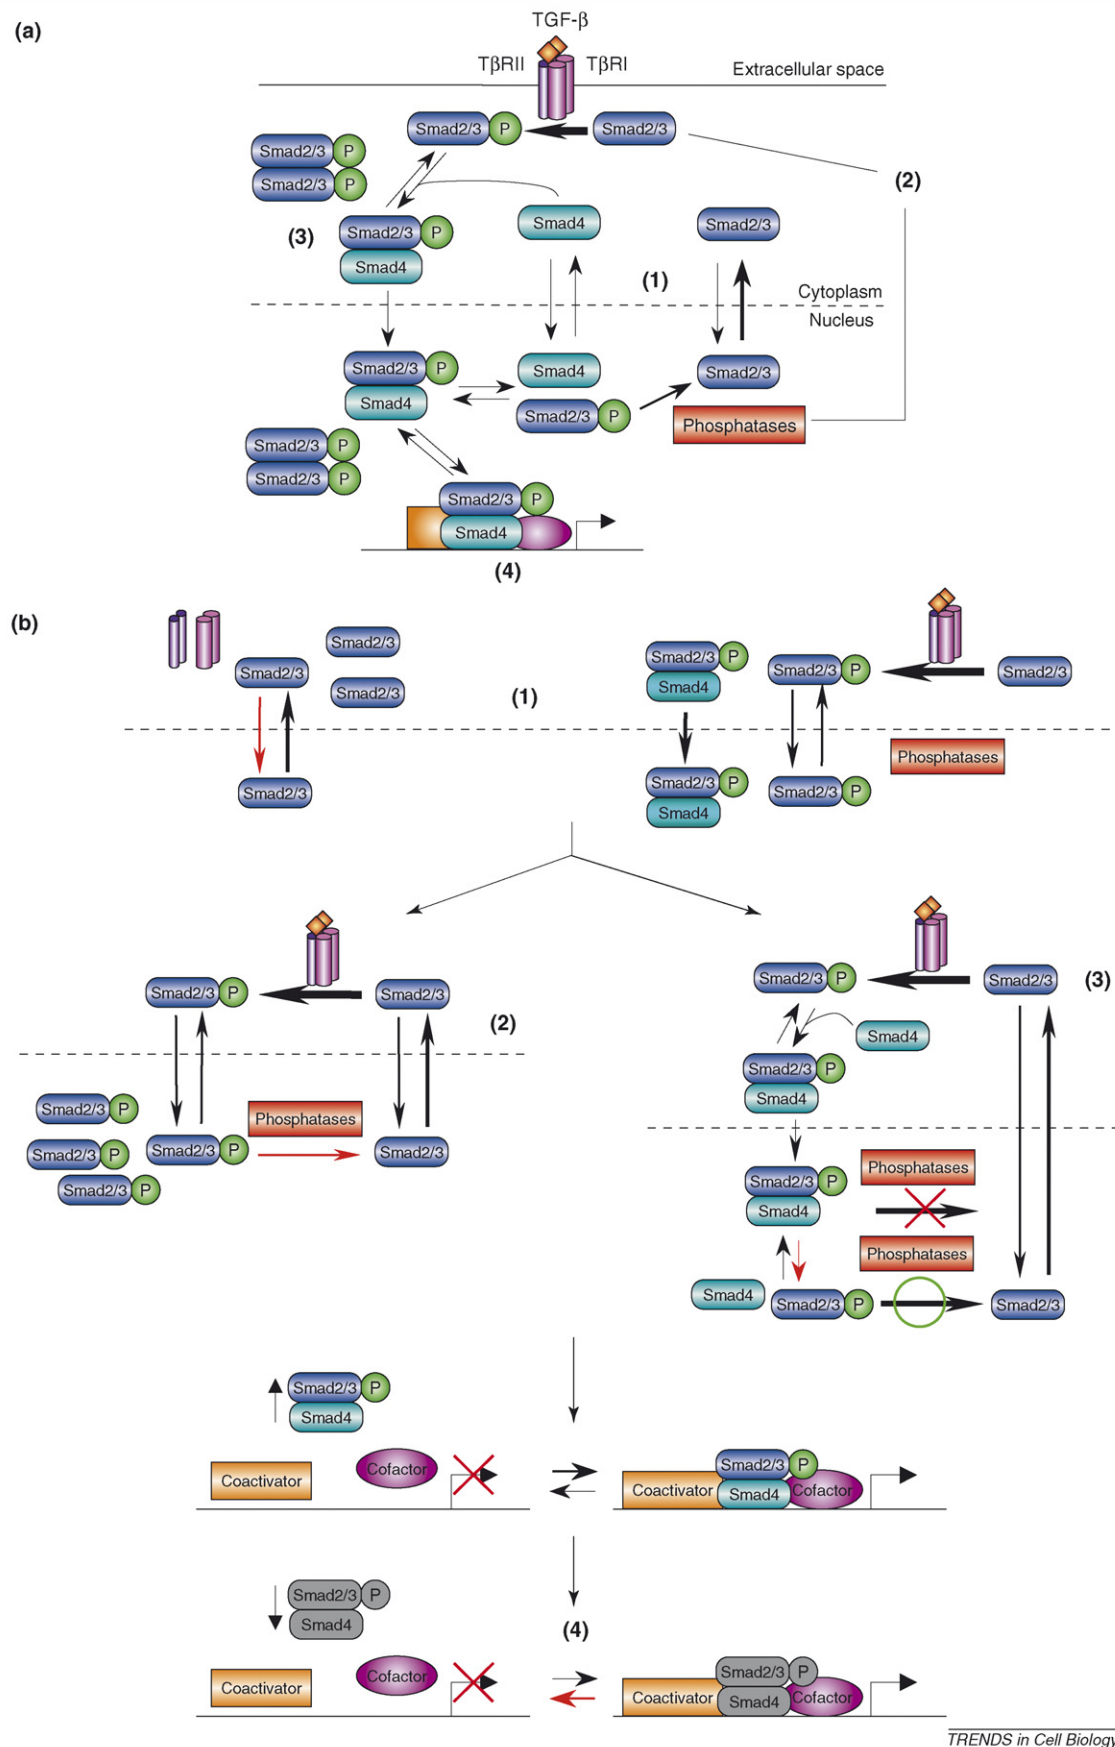 (a)
TGF-β
TβRII TβRI
Extracellular space
Smad2/3 P Smad2/3
Smad2/3 P
Smad2/3 P
(2)
Smad4 Smad2/3
(3) Smad2/3 P
Smad4
(1)
Cytoplasm
Nucleus
Smad2/3 P Smad4 Smad2/3
Smad4 Smad2/3 P
Phosphatases
Smad2/3 P
Smad2/3 P
Smad2/3 P
Smad4
(4)
(b)
Smad2/3
Smad2/3
Smad2/3
(1)
Smad2/3
Smad2/3 P
Smad4
Smad2/3 P Smad2/3
Phosphatases
Smad2/3 P
Smad4
Smad2/3 P
Smad2/3 P Smad2/3
(2)
Smad2/3 P
Smad2/3 P
Smad2/3 P
Smad2/3 P
Phosphatases
Smad2/3
Smad2/3 P Smad2/3
(3)
Smad4
Smad2/3 P
Smad4
Phosphatases
Smad2/3 P
Smad4
Phosphatases
Smad4 Smad2/3 P Smad2/3
Smad2/3 P
Smad4
Coactivator Cofactor
Smad2/3 P
Coactivator Smad4 Cofactor
Smad2/3 P
Smad4
(4)
Coactivator Cofactor
Smad2/3 P
Coactivator Smad4 Cofactor
TRENDS in Cell Biology